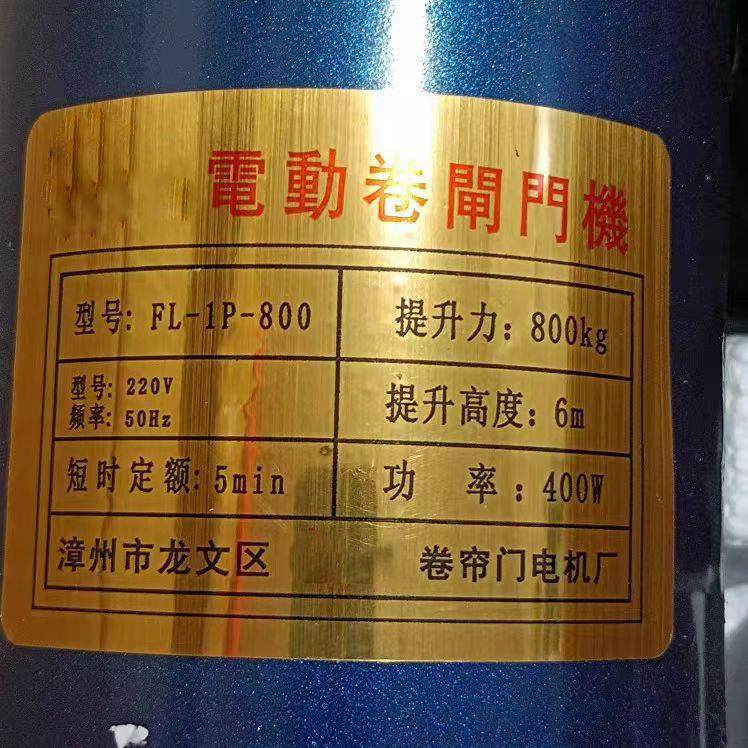 電動卷閘門機
型号: FL-1P-800 提升力: 800kg
型号: 220V
频率: 50Hz
提升高度: 6m
短时定额: 5min 功 率: 400W
漳州市龙文区 卷帘门电机厂